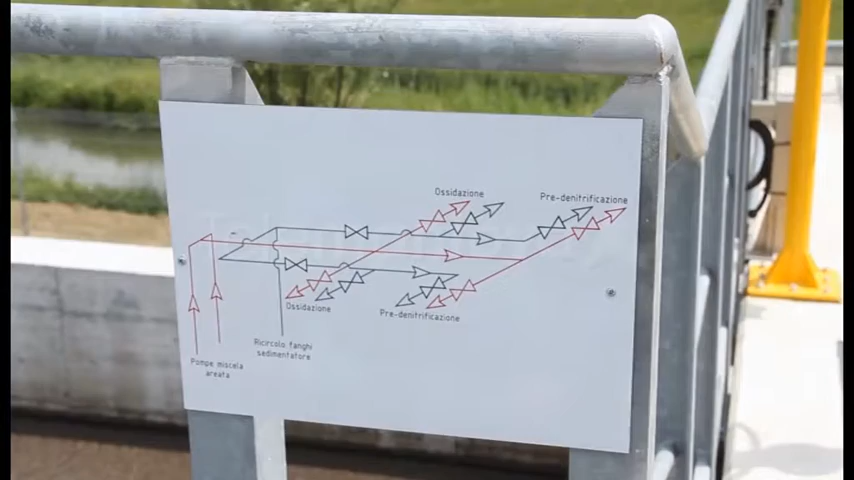 Ossidazione
Pre-denitrificazione
Ossidazione
Pre-denitrificazione
Ricircolo fanghi
sedimentatore
Pompe miscela
areata